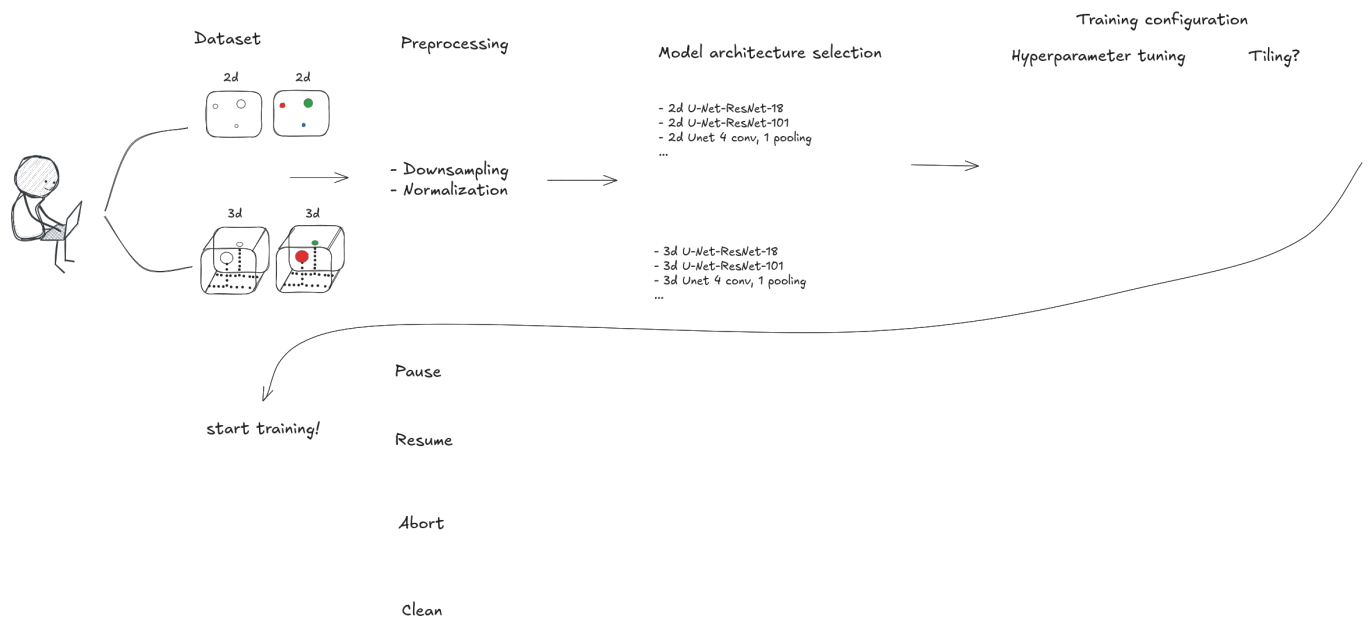 Training configuration
Dataset
Preprocessing
Model architecture selection
Hyperparameter tuning
Tiling?
2d
2d
- 2d U-Net-ResNet-18
- 2d U-Net-ResNet-101
- 2d Unet 4 conv, 1 pooling
...
- Downsampling
- Normalization
3d
3d
- 3d U-Net-ResNet-18
- 3d U-Net-ResNet-101
- 3d Unet 4 conv, 1 pooling
...
Pause
start training!
Resume
Abort
Clean